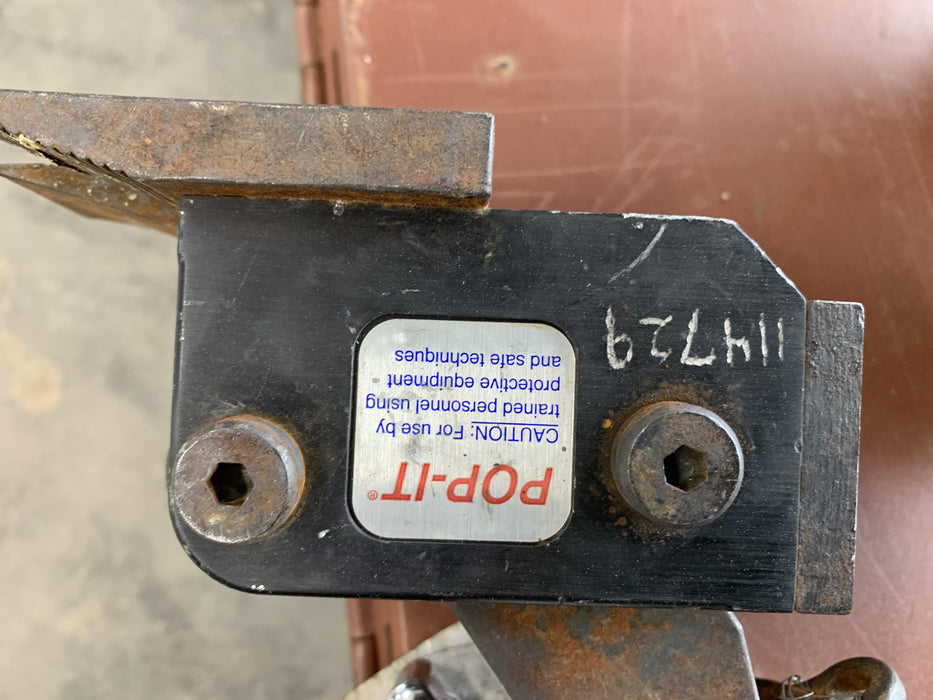 POP-IT®
CAUTION: For use by
trained personnel using
protective equipment
and safe techniques
114729